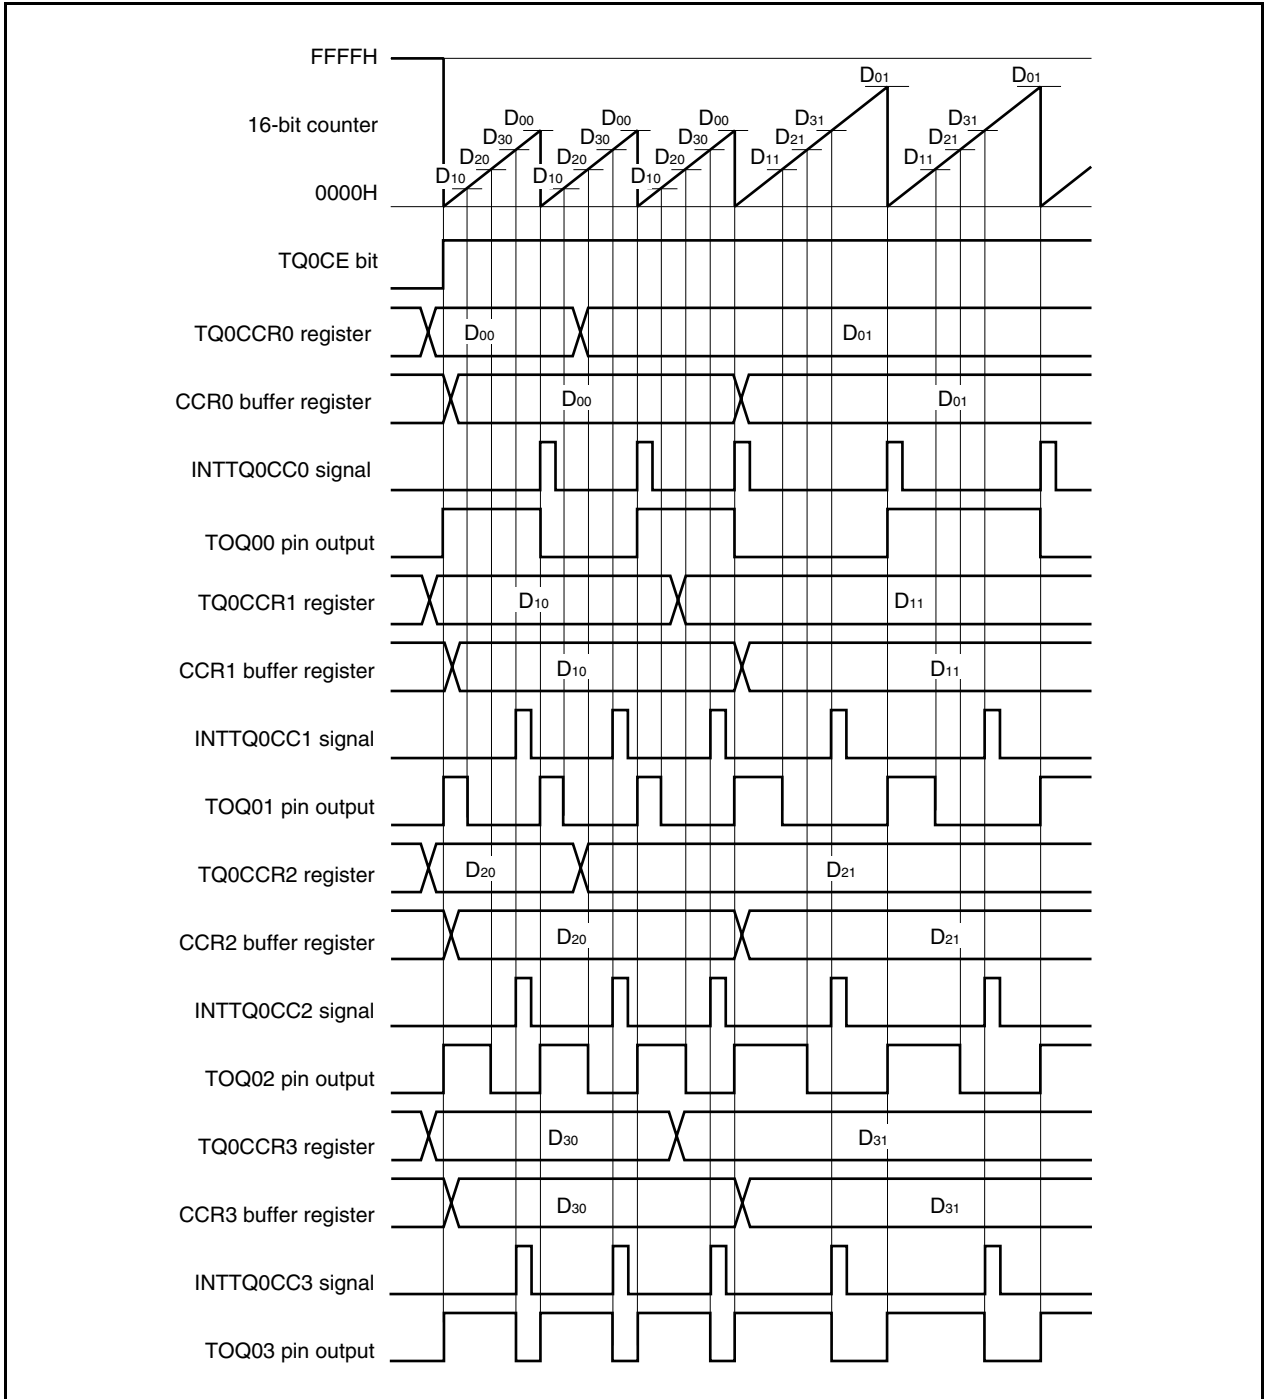 FFFFH
D01 D01
16-bit counter
D00 D00 D00 D31 D31
D30 D30 D30 D21 D21
D20 D20 D20 D11 D11
D10 D10 D10
0000H
TQ0CE bit
TQ0CCR0 register D00 D01
CCR0 buffer register D00 D01
INTTQ0CC0 signal
TOQ00 pin output
TQ0CCR1 register D10 D11
CCR1 buffer register D10 D11
INTTQ0CC1 signal
TOQ01 pin output
TQ0CCR2 register D20 D21
CCR2 buffer register D20 D21
INTTQ0CC2 signal
TOQ02 pin output
TQ0CCR3 register D30 D31
CCR3 buffer register D30 D31
INTTQ0CC3 signal
TOQ03 pin output